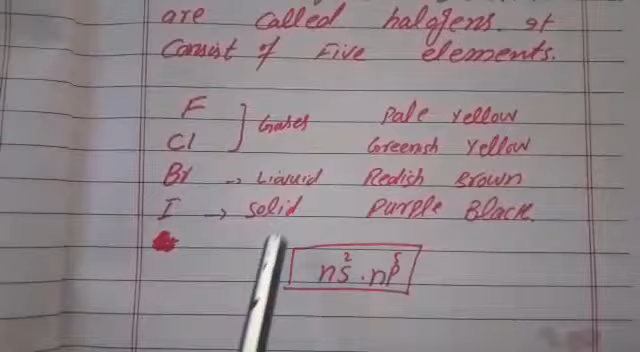 are called halogens. It
Consist of Five elements.
F Gases Pale Yellow
Cl Greensh Yellow
Br → Liquid Redish Brown
I → Solid Purple Black.
ns² . np⁵